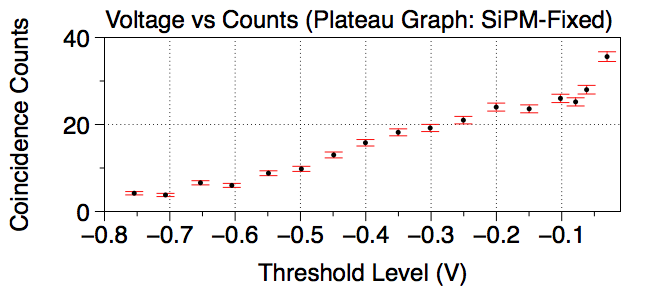 Voltage vs Counts (Plateau Graph: SiPM-Fixed)
Coincidence Counts
40
20
0
−0.8 −0.7 −0.6 −0.5 −0.4 −0.3 −0.2 −0.1
Threshold Level (V)